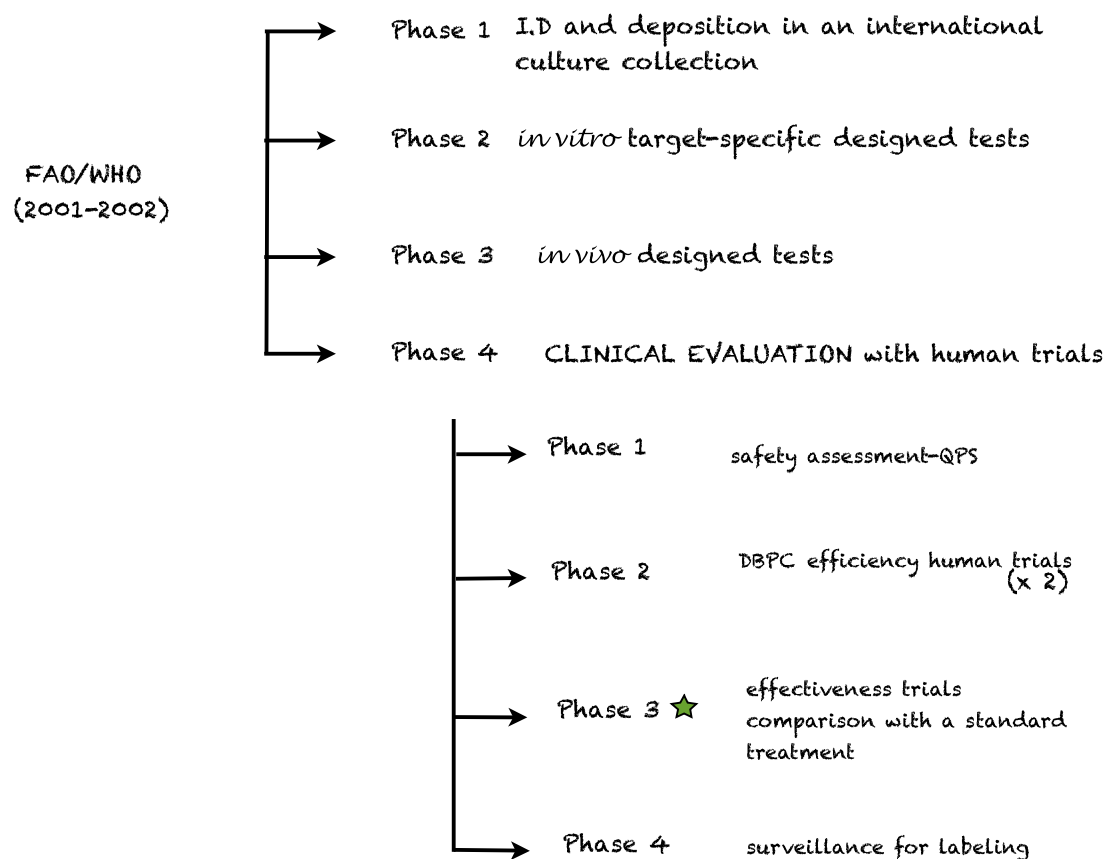 Phase 1 I.D and deposition in an international
culture collection
Phase 2 in vitro target-specific designed tests
FAO/WHO
(2001-2002)
Phase 3 in vivo designed tests
Phase 4 CLINICAL EVALUATION with human trials
Phase 1 safety assessment-QPS
Phase 2 DBPC efficiency human trials
(x 2)
Phase 3 effectiveness trials
comparison with a standard
treatment
Phase 4 surveillance for labeling